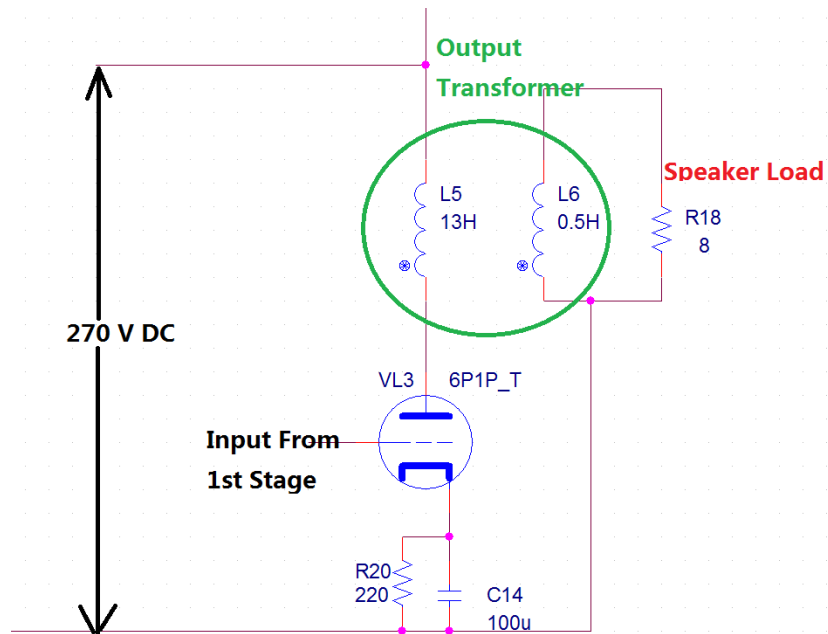 Output
Transformer
Speaker Load
L5
13H
L6
0.5H
R18
8
270 V DC
VL3 6P1P_T
Input From
1st Stage
R20
220
C14
100u